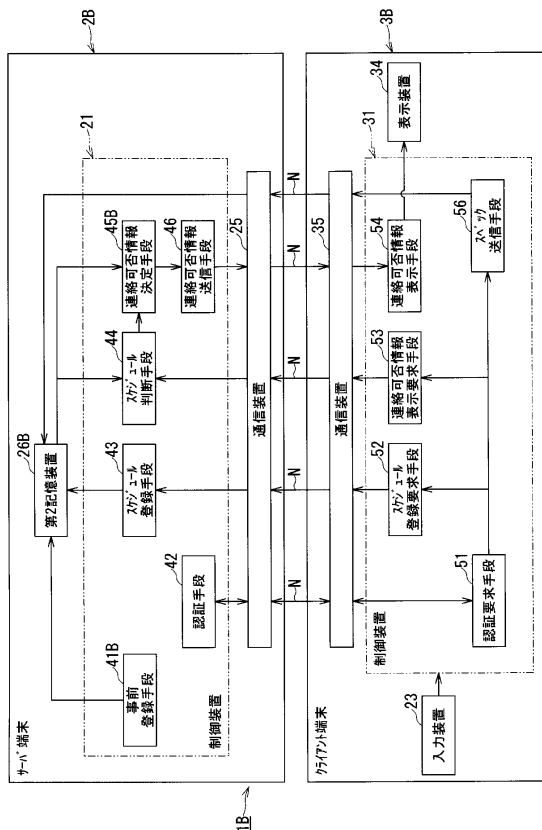 1B
2B
サーバ端末
21
制御装置
41B
事前
登録手段
42
認証手段
26B
第2記憶装置
43
スケジュール
登録手段
44
スケジュール
判断手段
45B
連絡可否情報
決定手段
46
連絡可否情報
送信手段
25
通信装置
N
N
N
N
N
3B
クライアント端末
35
通信装置
31
制御装置
23
入力装置
51
認証要求手段
52
スケジュール
登録要求手段
53
連絡可否情報
表示要求手段
54
連絡可否情報
表示手段
56
スペック
送信手段
34
表示装置